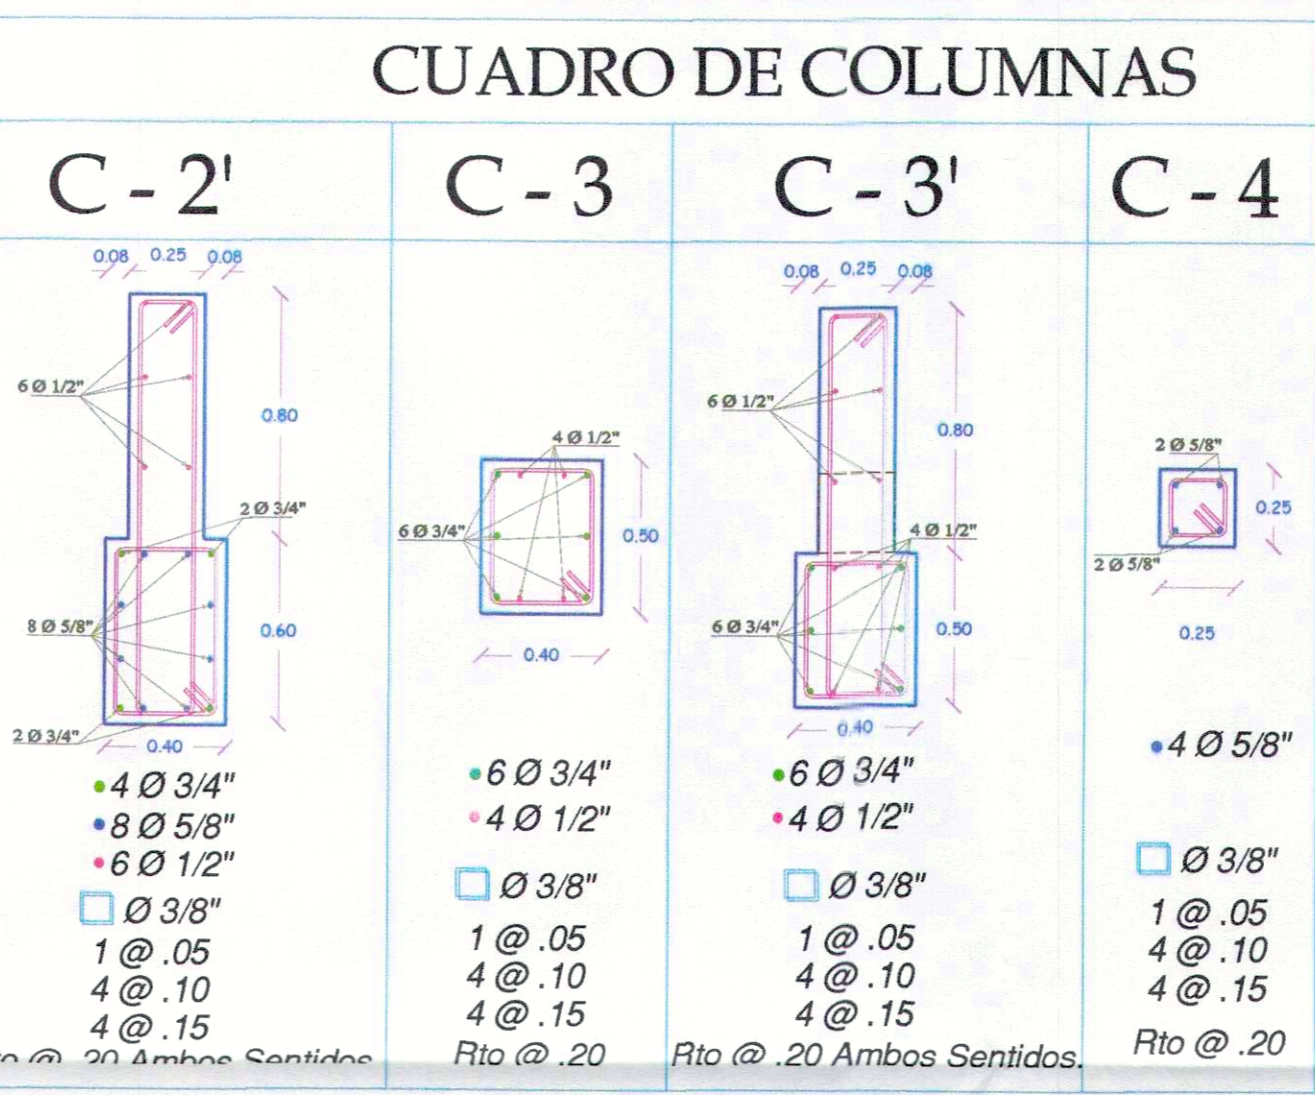 CUADRO DE COLUMNAS
C - 2'
0.08 0.25 0.08
6 Ø 1/2"
0.80
2 Ø 3/4"
8 Ø 5/8"
0.60
2 Ø 3/4"
0.40
4 Ø 3/4"
8 Ø 5/8"
6 Ø 1/2"
Ø 3/8"
1 @ .05
4 @ .10
4 @ .15
@ .20 Ambos Sentidos
C - 3
4 Ø 1/2"
6 Ø 3/4"
0.50
0.40
6 Ø 3/4"
4 Ø 1/2"
Ø 3/8"
1 @ .05
4 @ .10
4 @ .15
Rto @ .20
C - 3'
0.08 0.25 0.08
6 Ø 1/2"
0.80
4 Ø 1/2"
6 Ø 3/4"
0.50
0.40
6 Ø 3/4"
4 Ø 1/2"
Ø 3/8"
1 @ .05
4 @ .10
4 @ .15
Rto @ .20 Ambos Sentidos.
C - 4
2 Ø 5/8"
0.25
2 Ø 5/8"
0.25
4 Ø 5/8"
Ø 3/8"
1 @ .05
4 @ .10
4 @ .15
Rto @ .20